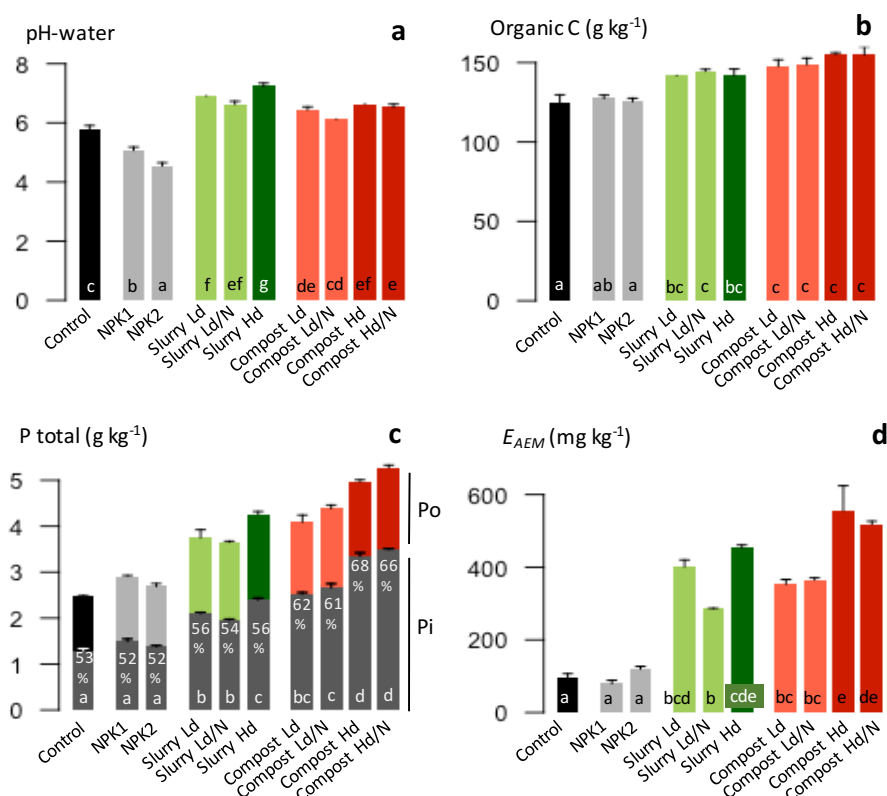 pH-water
a
8
6
4
2
0
c
b
a
f
ef
g
de
cd
ef
e
Control
NPK1
NPK2
Slurry Ld
Slurry Ld/N
Slurry Hd
Compost Ld
Compost Ld/N
Compost Hd
Compost Hd/N
Organic C (g kg⁻¹)
b
150
100
50
0
a
ab
a
bc
c
bc
c
c
c
c
Control
NPK1
NPK2
Slurry Ld
Slurry Ld/N
Slurry Hd
Compost Ld
Compost Ld/N
Compost Hd
Compost Hd/N
P total (g kg⁻¹)
c
5
4
3
2
1
0
Po
Pi
53
%
a
52
%
a
52
%
a
56
%
b
54
%
b
56
%
c
62
%
bc
61
%
c
68
%
d
66
%
d
Control
NPK1
NPK2
Slurry Ld
Slurry Ld/N
Slurry Hd
Compost Ld
Compost Ld/N
Compost Hd
Compost Hd/N
E_AEM (mg kg⁻¹)
d
600
400
200
0
a
a
a
bcd
b
cde
bc
bc
e
de
Control
NPK1
NPK2
Slurry Ld
Slurry Ld/N
Slurry Hd
Compost Ld
Compost Ld/N
Compost Hd
Compost Hd/N